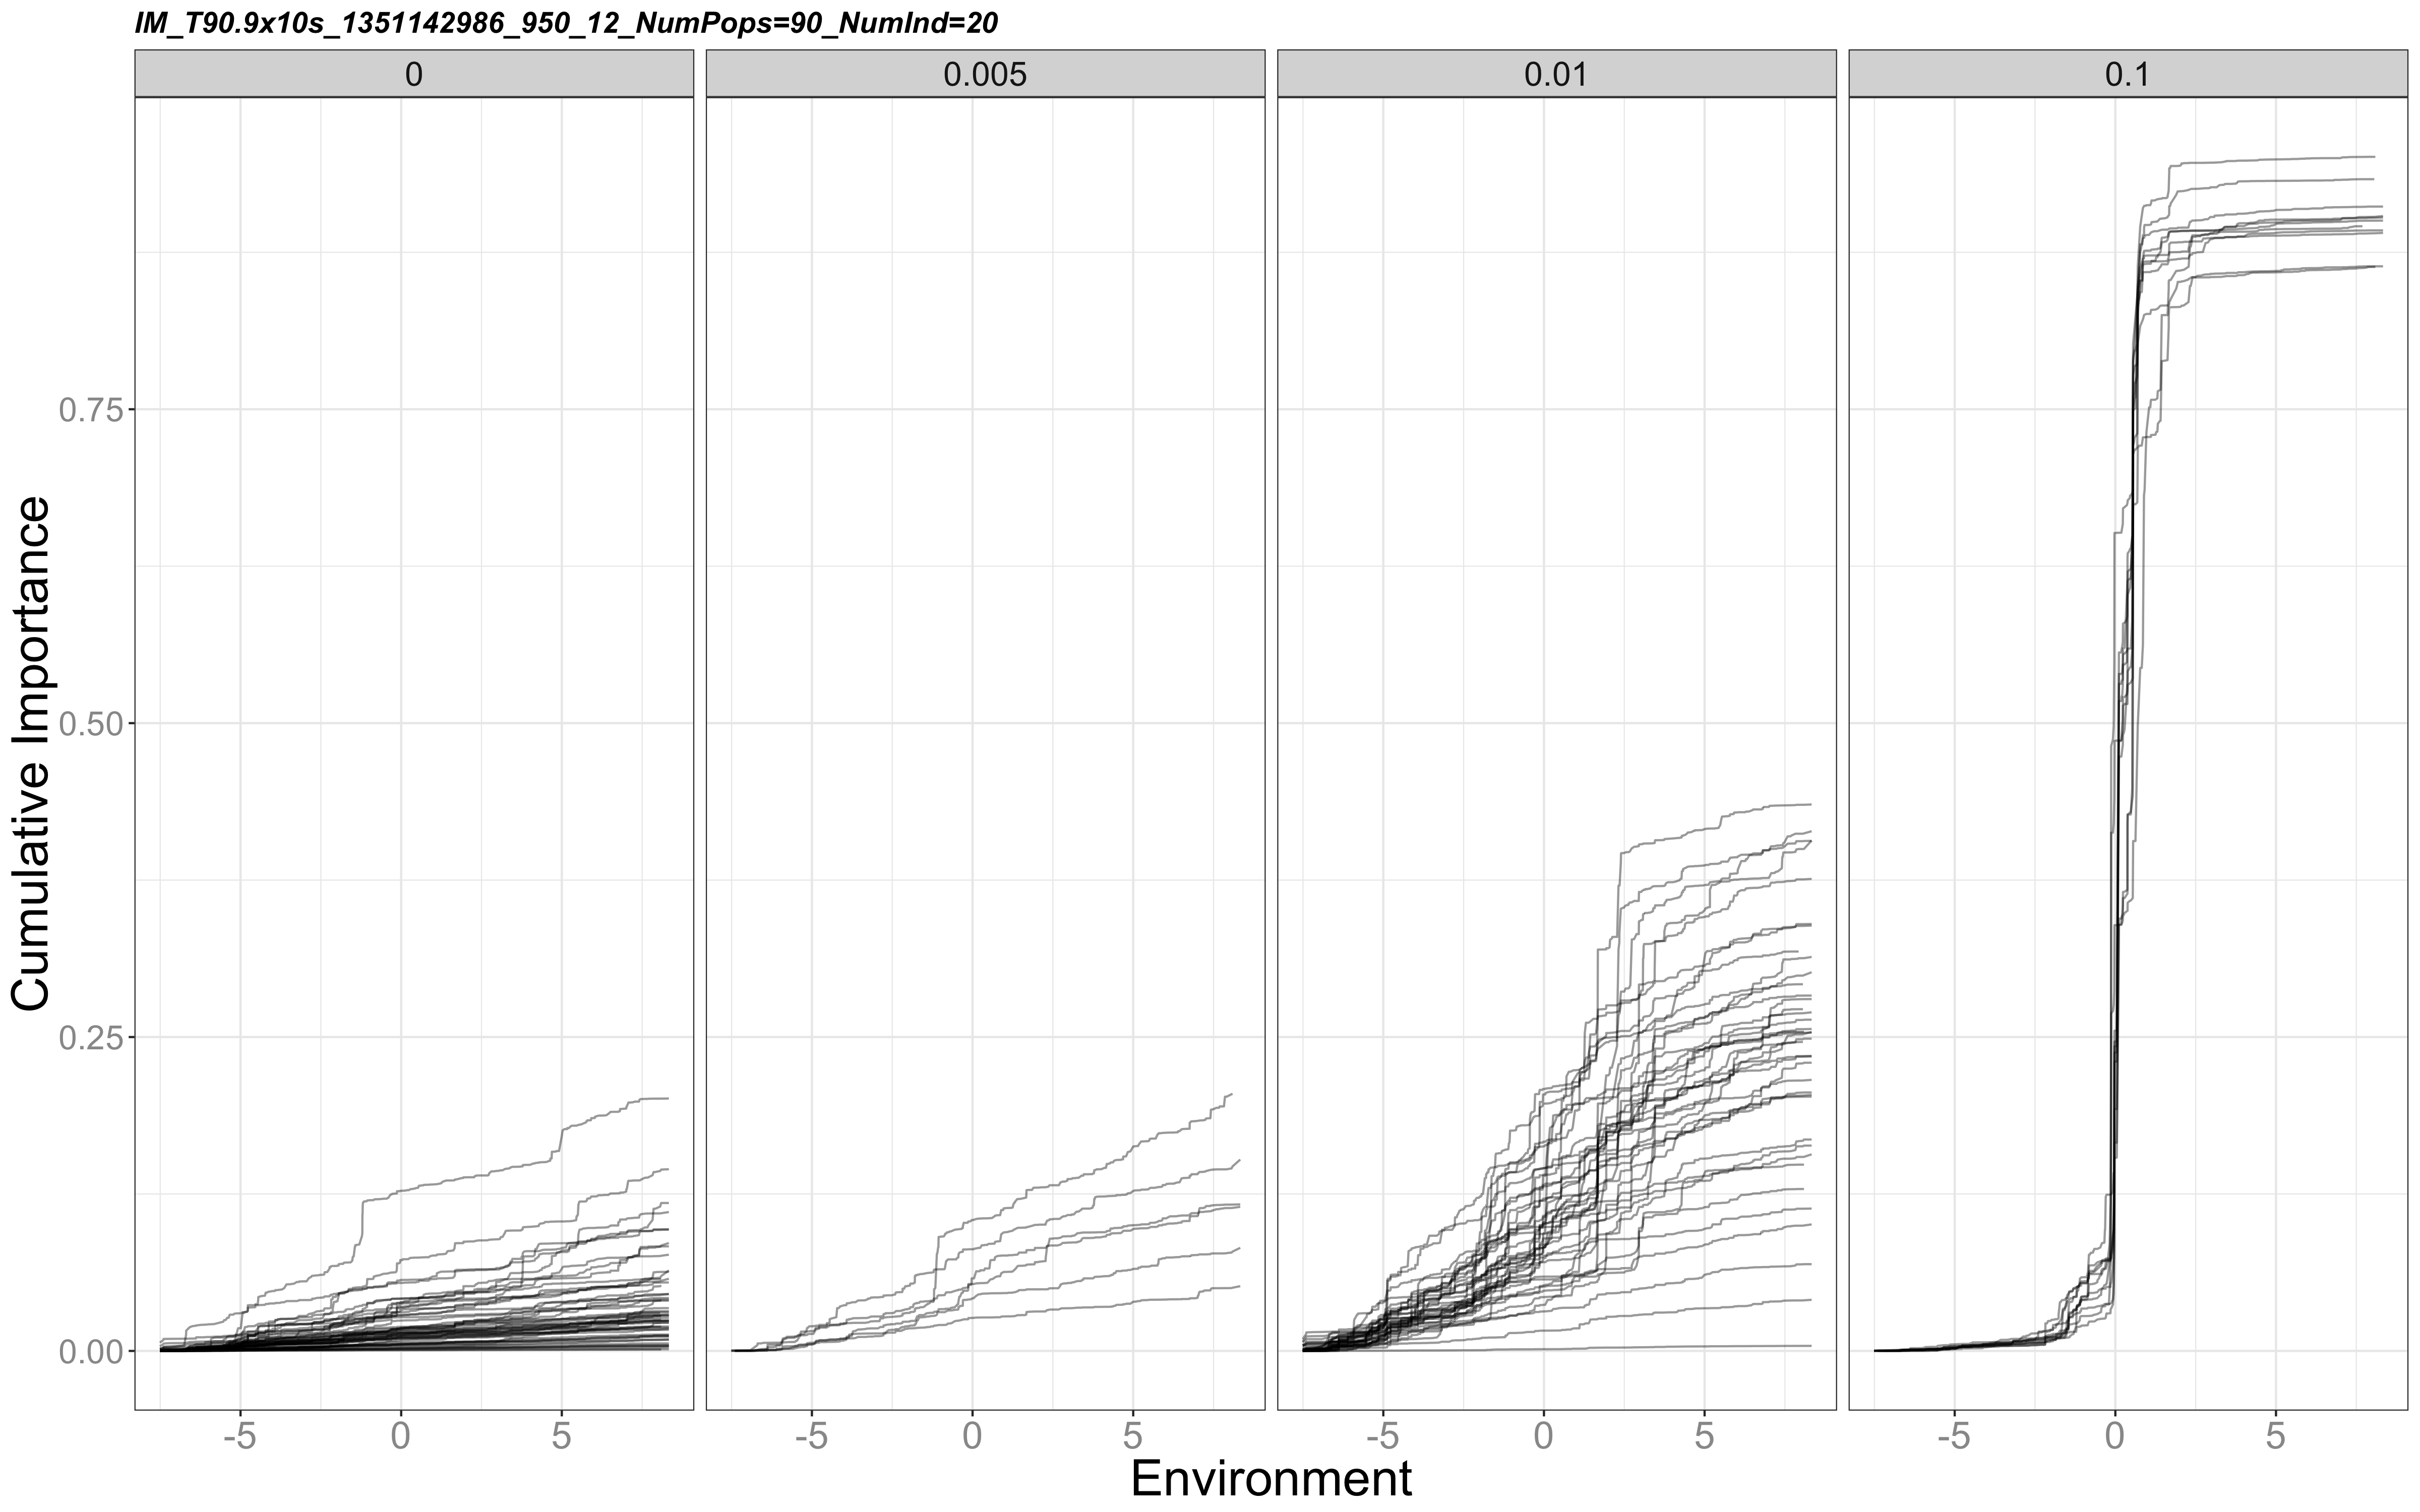 IM_T90.9x10s_1351142986_950_12_NumPops=90_NumInd=20
0 0.005 0.01 0.1
Cumulative Importance
0.75
0.50
0.25
0.00
-5 0 5 -5 0 5 -5 0 5 -5 0 5
Environment